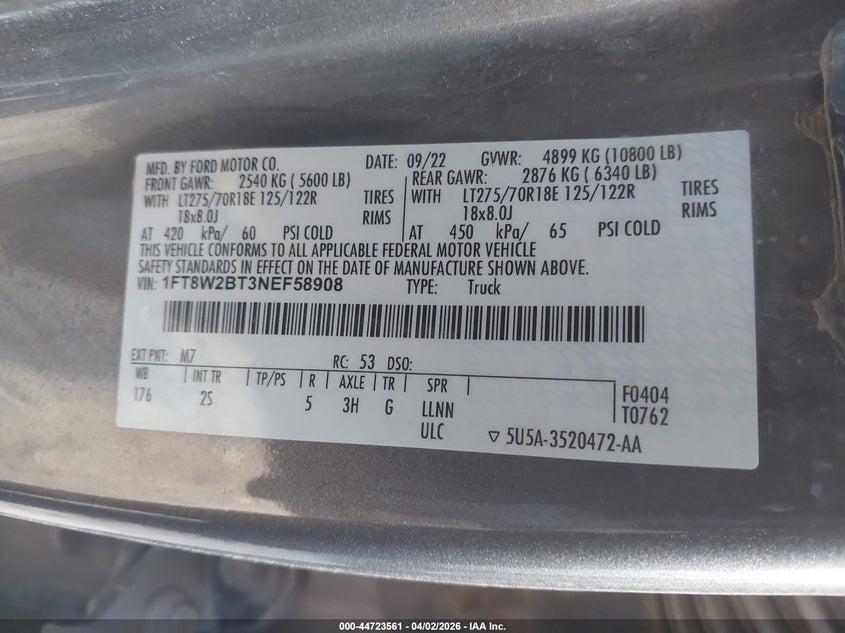 MFD. BY FORD MOTOR CO. DATE: 09/22 GVWR: 4899 KG (10800 LB)
FRONT GAWR: 2540 KG ( 5600 LB) REAR GAWR: 2876 KG ( 6340 LB)
WITH LT275/70R18E 125/122R TIRES WITH LT275/70R18E 125/122R TIRES
18x8.0J RIMS 18x8.0J RIMS
AT 420 kPa/ 60 PSI COLD AT 450 kPa/ 65 PSI COLD
THIS VEHICLE CONFORMS TO ALL APPLICABLE FEDERAL MOTOR VEHICLE
SAFETY STANDARDS IN EFFECT ON THE DATE OF MANUFACTURE SHOWN ABOVE.
VIN: 1FT8W2BT3NEF58908 TYPE: Truck
EXT PNT: M7 RC: 53 DSO:
WB INT TR TP/PS R AXLE TR SPR
176 2S 5 3H G LLNN
ULC
F0404
T0762
▽ 5U5A-3520472-AA
000-44723561 04/02/2026 - IAA Inc.